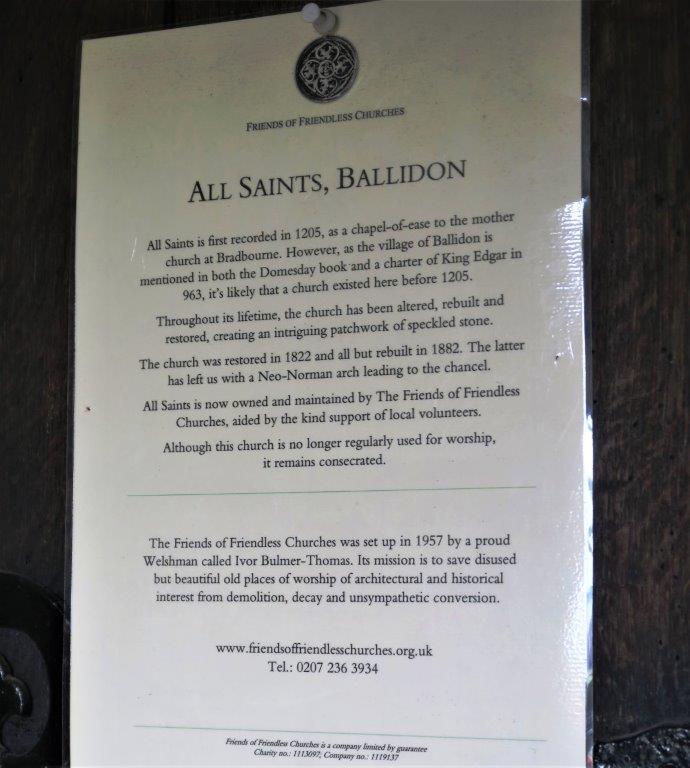 FRIENDS OF FRIENDLESS CHURCHES
ALL SAINTS, BALLIDON
All Saints is first recorded in 1205, as a chapel-of-ease to the mother
church at Bradbourne. However, as the village of Ballidon is
mentioned in both the Domesday book and a charter of King Edgar in
963, it's likely that a church existed here before 1205.
Throughout its lifetime, the church has been altered, rebuilt and
restored, creating an intriguing patchwork of speckled stone.
The church was restored in 1822 and all but rebuilt in 1882. The latter
has left us with a Neo-Norman arch leading to the chancel.
All Saints is now owned and maintained by The Friends of Friendless
Churches, aided by the kind support of local volunteers.
Although this church is no longer regularly used for worship,
it remains consecrated.
The Friends of Friendless Churches was set up in 1957 by a proud
Welshman called Ivor Bulmer-Thomas. Its mission is to save disused
but beautiful old places of worship of architectural and historical
interest from demolition, decay and unsympathetic conversion.
www.friendsoffriendlesschurches.org.uk
Tel.: 0207 236 3934
Friends of Friendless Churches is a company limited by guarantee
Charity no.: 1113097; Company no.: 1119137